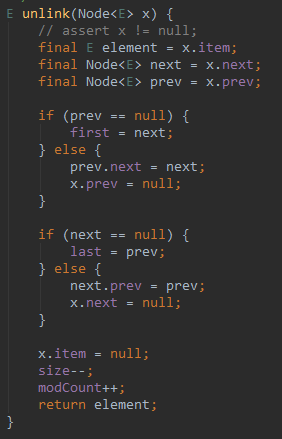 E unlink(Node<E> x) {
    // assert x != null;
    final E element = x.item;
    final Node<E> next = x.next;
    final Node<E> prev = x.prev;

    if (prev == null) {
        first = next;
    } else {
        prev.next = next;
        x.prev = null;
    }

    if (next == null) {
        last = prev;
    } else {
        next.prev = prev;
        x.next = null;
    }

    x.item = null;
    size--;
    modCount++;
    return element;
}